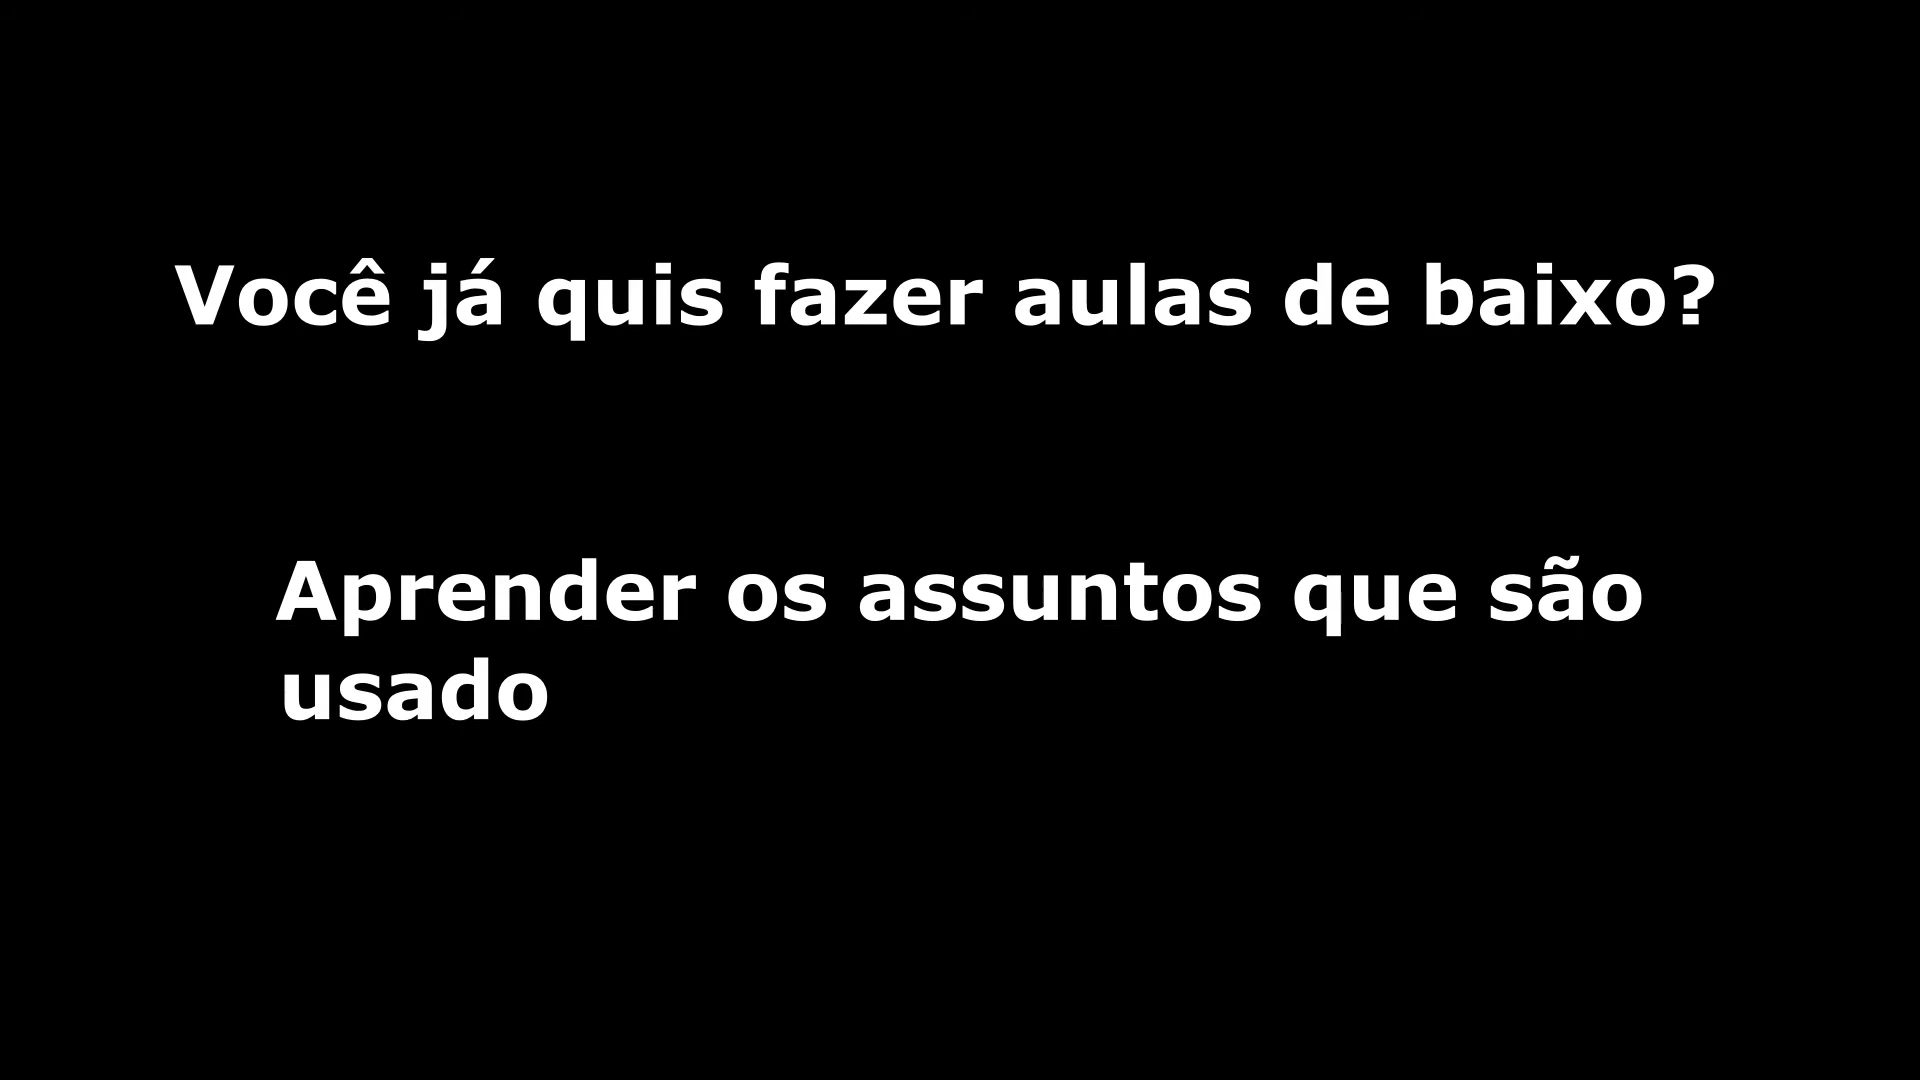 Você já quis fazer aulas de baixo?
Aprender os assuntos que são
usado